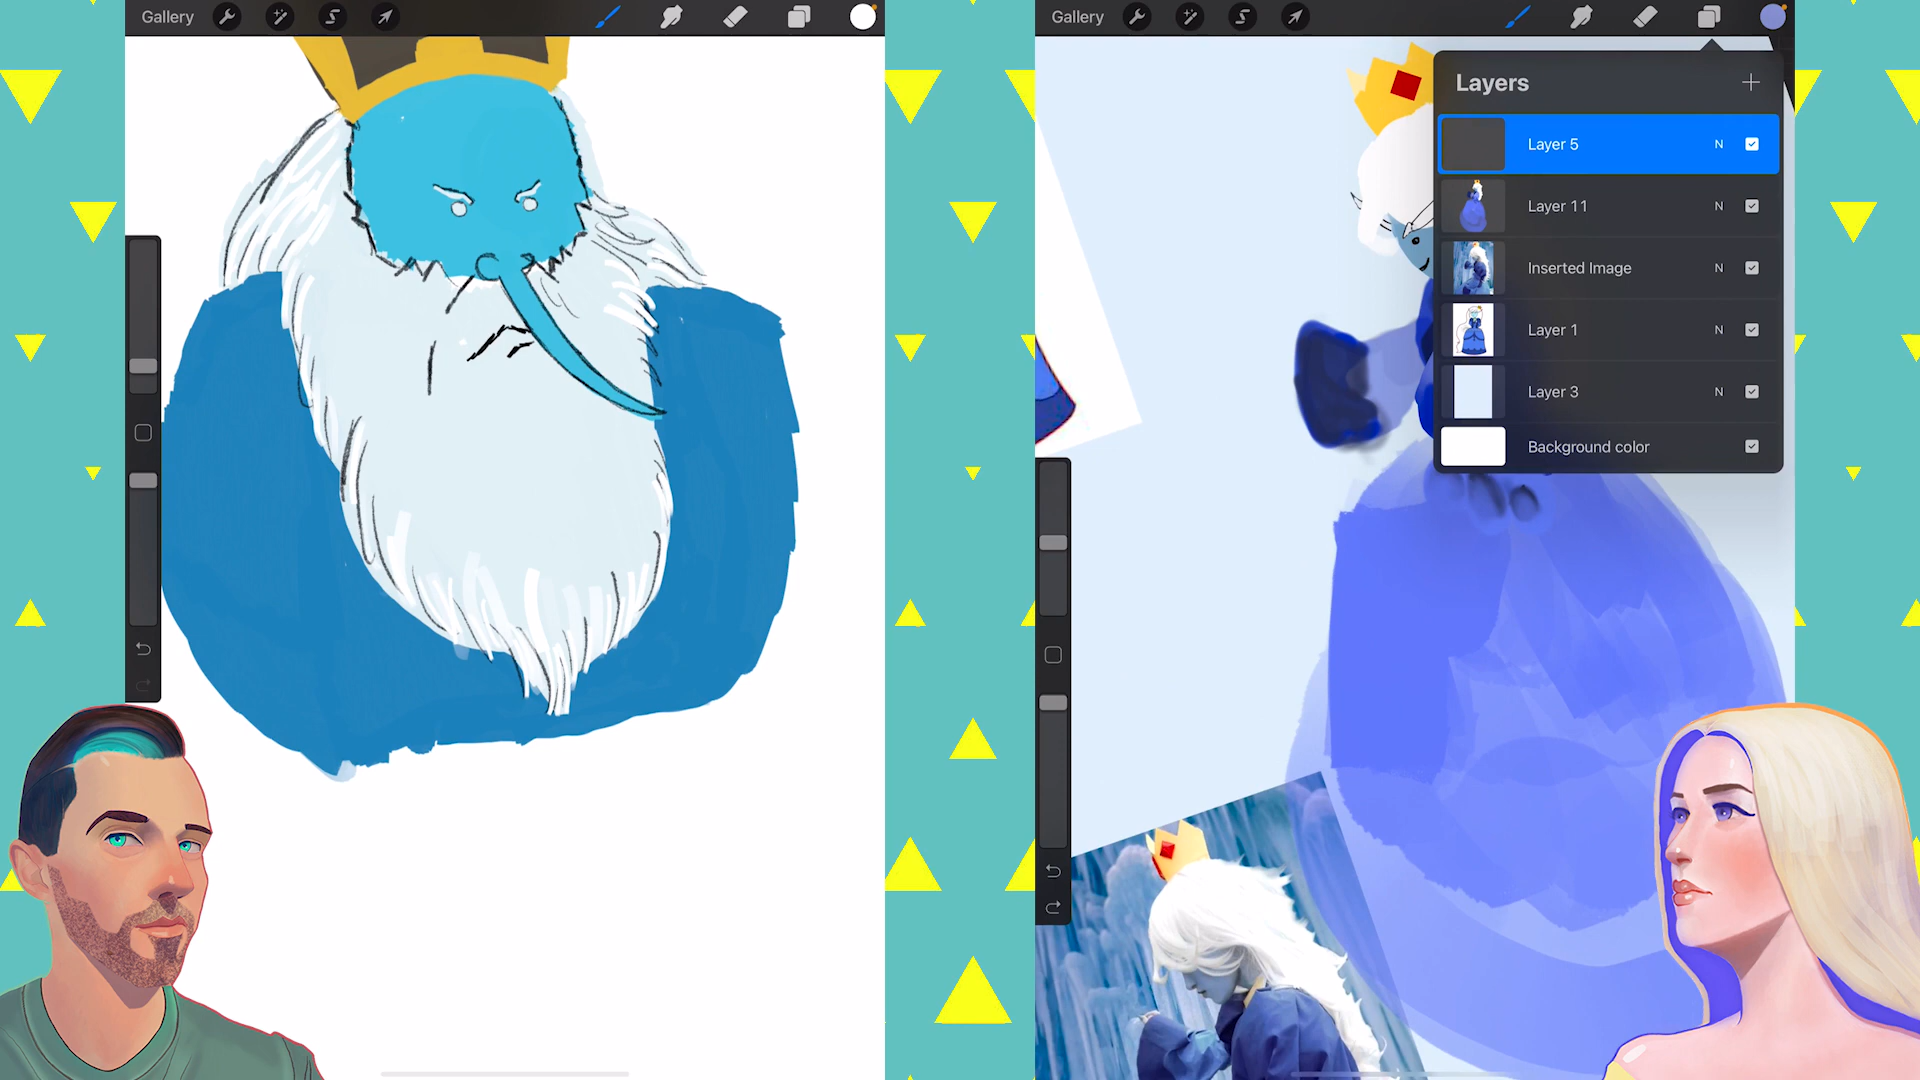 Gallery
Gallery
Layers
Layer 5 N
Layer 11 N
Inserted Image N
Layer 1 N
Layer 3 N
Background color